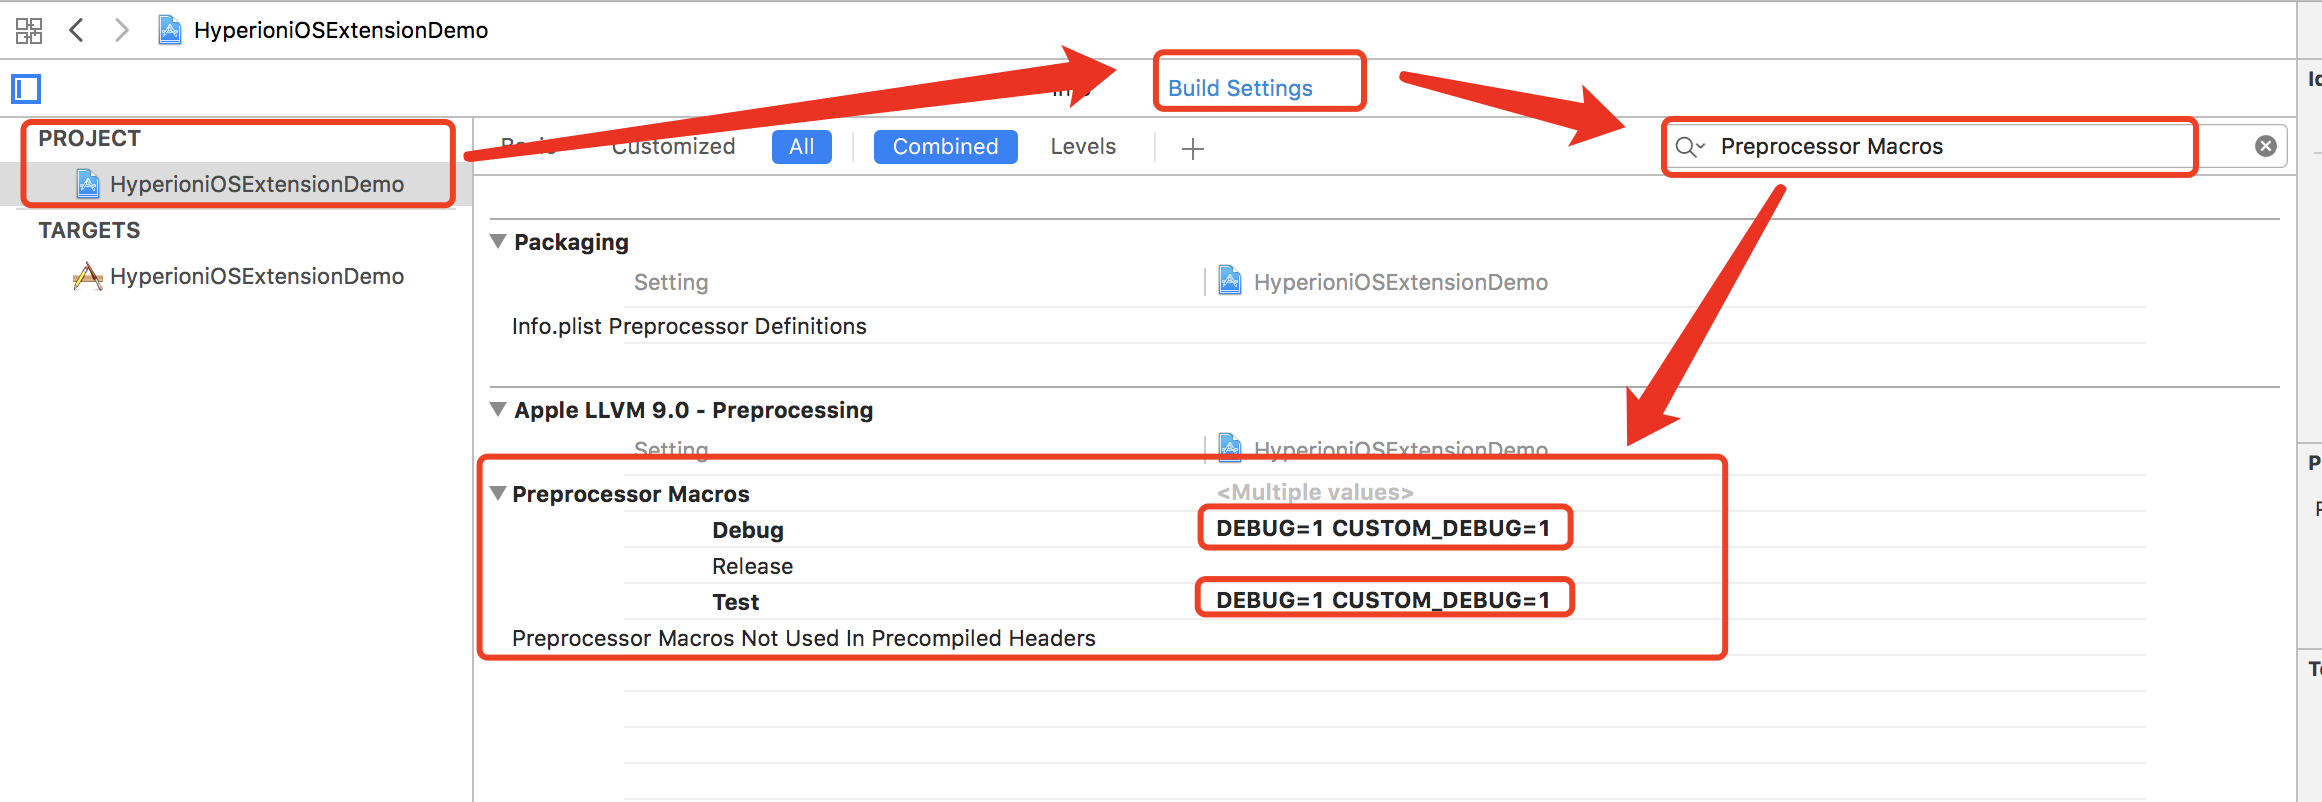 HyperioniOSExtensionDemo
Build Settings
PROJECT
Customized All Combined Levels
Preprocessor Macros
HyperioniOSExtensionDemo
TARGETS
HyperioniOSExtensionDemo
Packaging
Setting HyperioniOSExtensionDemo
Info.plist Preprocessor Definitions
Apple LLVM 9.0 - Preprocessing
Setting HyperioniOSExtensionDemo
Preprocessor Macros <Multiple values>
Debug DEBUG=1 CUSTOM_DEBUG=1
Release
Test DEBUG=1 CUSTOM_DEBUG=1
Preprocessor Macros Not Used In Precompiled Headers